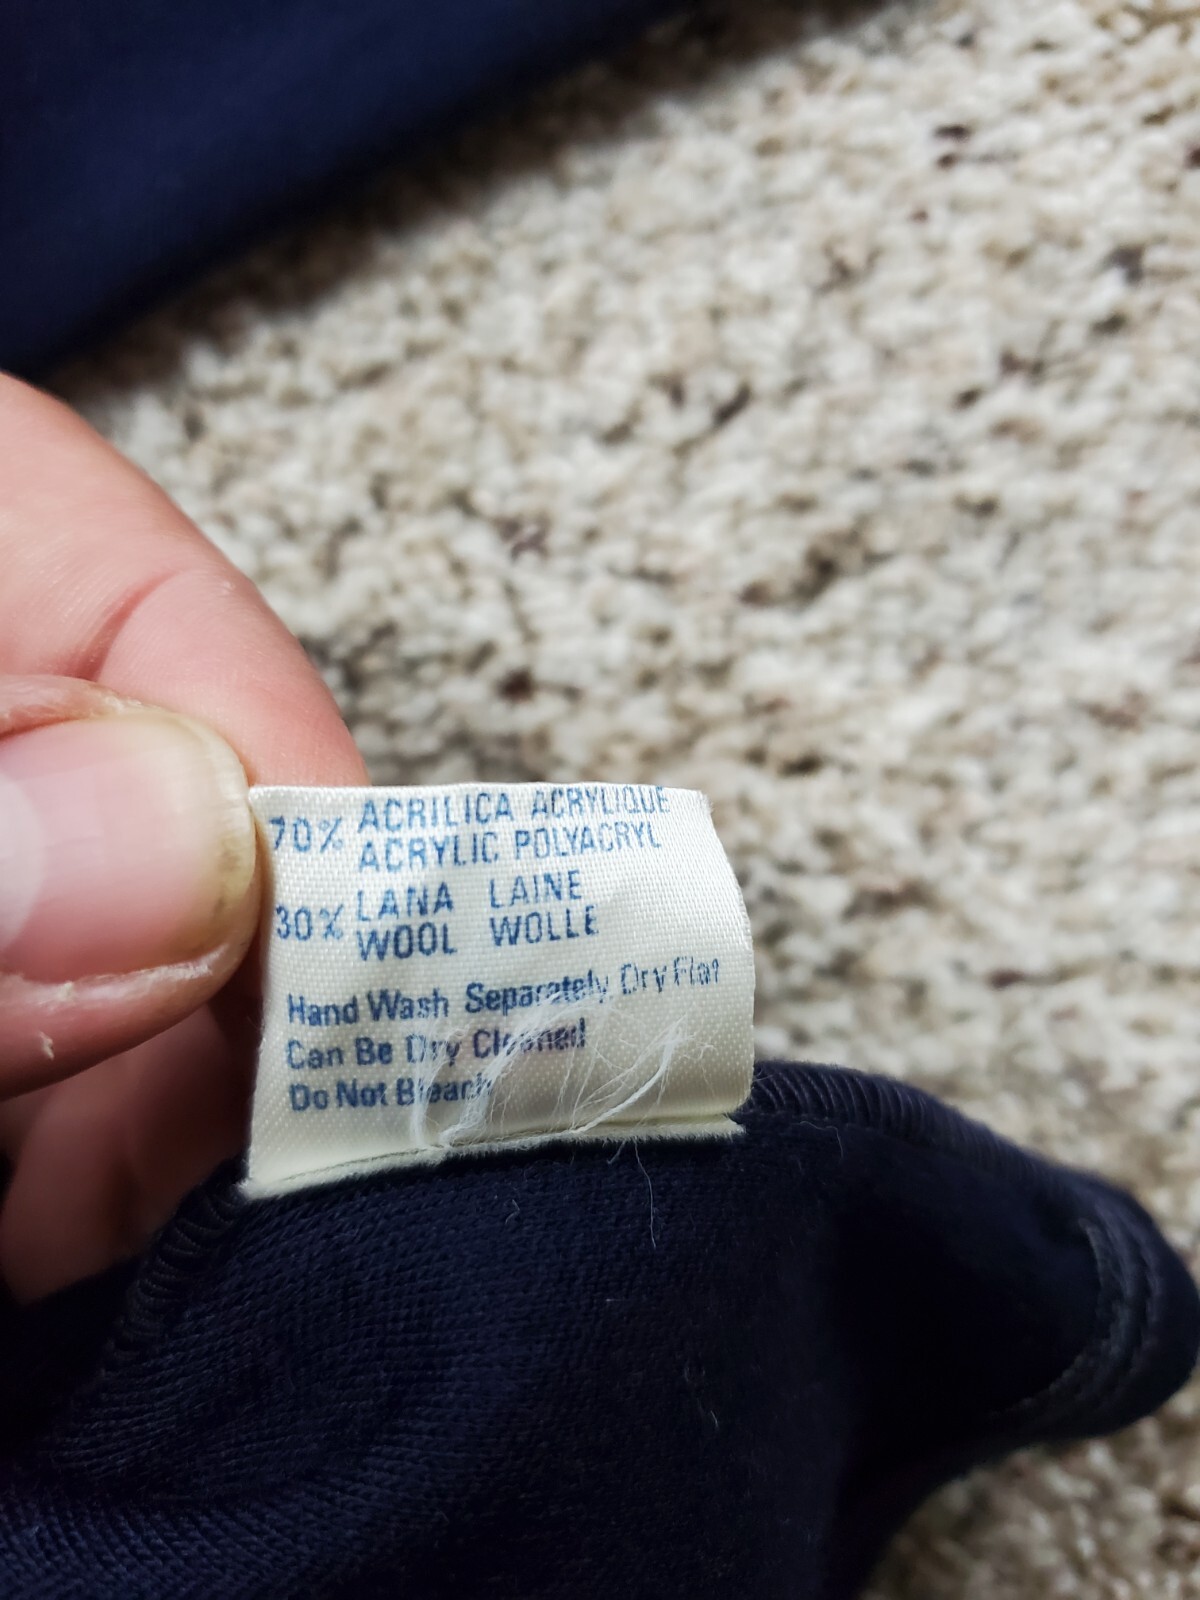 70% ACRILICA ACRYLIQUE
ACRYLIC POLYACRYL
30% LANA LAINE
WOOL WOLLE
Hand Wash Separately Dry Flat
Can Be Dry Cleaned
Do Not Bleach